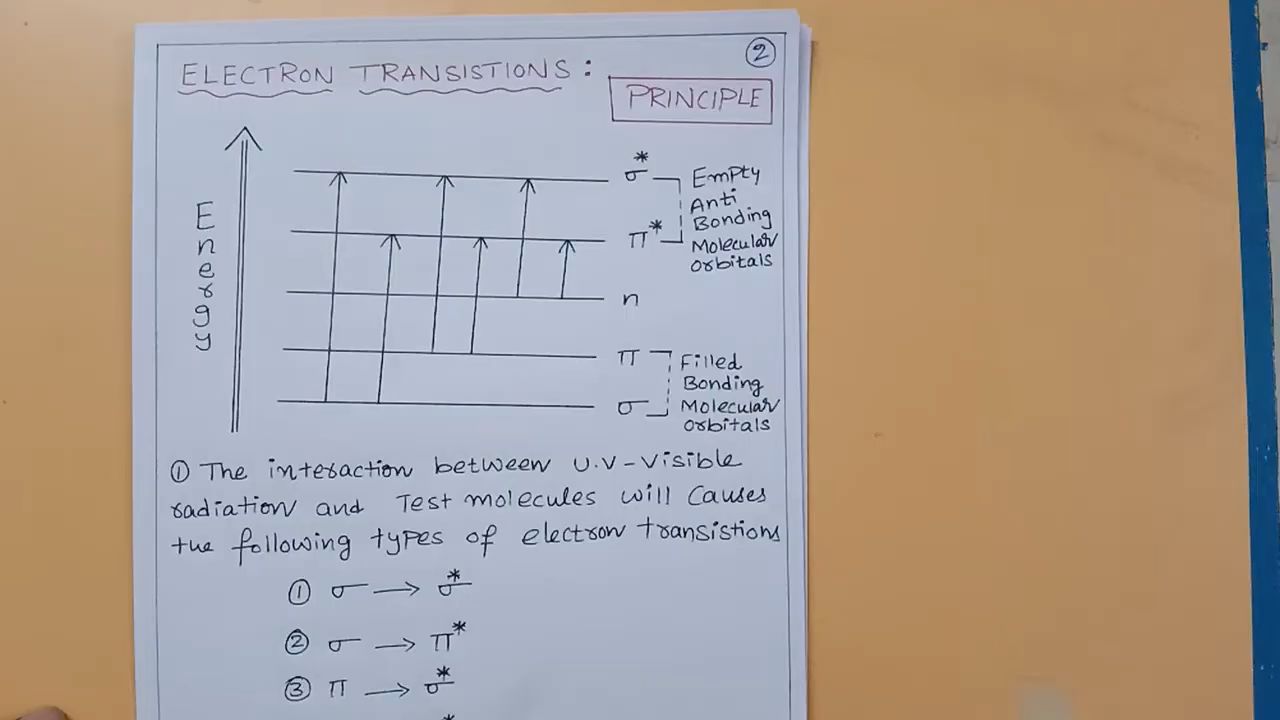 ②
ELECTRON TRANSISTIONS :
PRINCIPLE
Energy
σ*
π*
Empty
Anti
Bonding
Molecular
orbitals
n
π
σ
Filled
Bonding
Molecular
orbitals
① The interaction between U.V-Visible
radiation and Test molecules will causes
the following types of electron transistions
① σ → σ*
② σ → π*
③ π → σ*
*